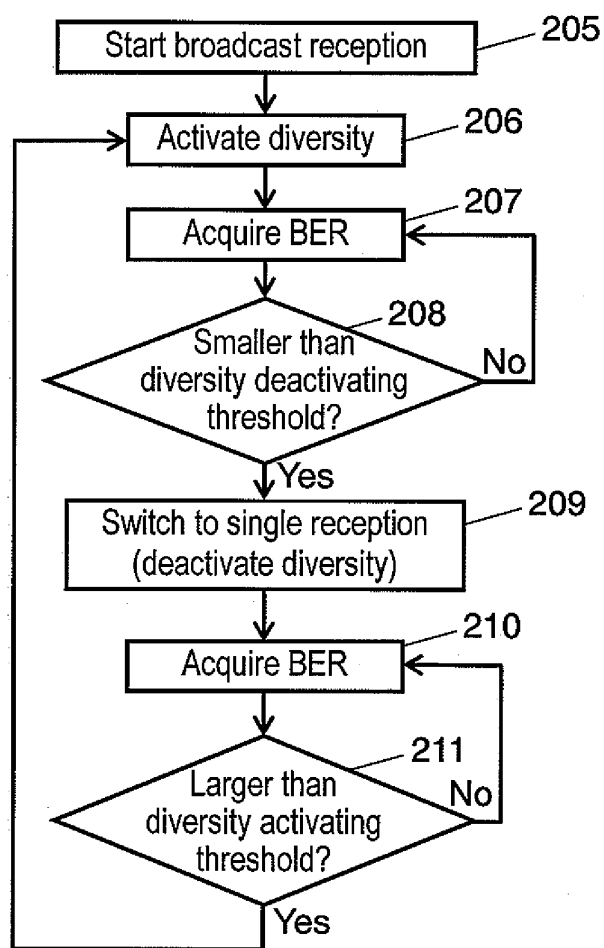 Start broadcast reception
205
Activate diversity
206
Acquire BER
207
Smaller than
diversity deactivating
threshold?
208
No
Yes
Switch to single reception
(deactivate diversity)
209
Acquire BER
210
Larger than
diversity activating
threshold?
211
No
Yes